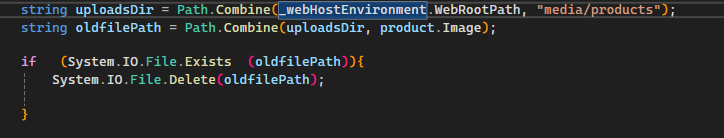 string uploadsDir = Path.Combine(_webHostEnvironment.WebRootPath, "media/products");
string oldfilePath = Path.Combine(uploadsDir, product.Image);
if (System.IO.File.Exists (oldfilePath)){
System.IO.File.Delete(oldfilePath);
}